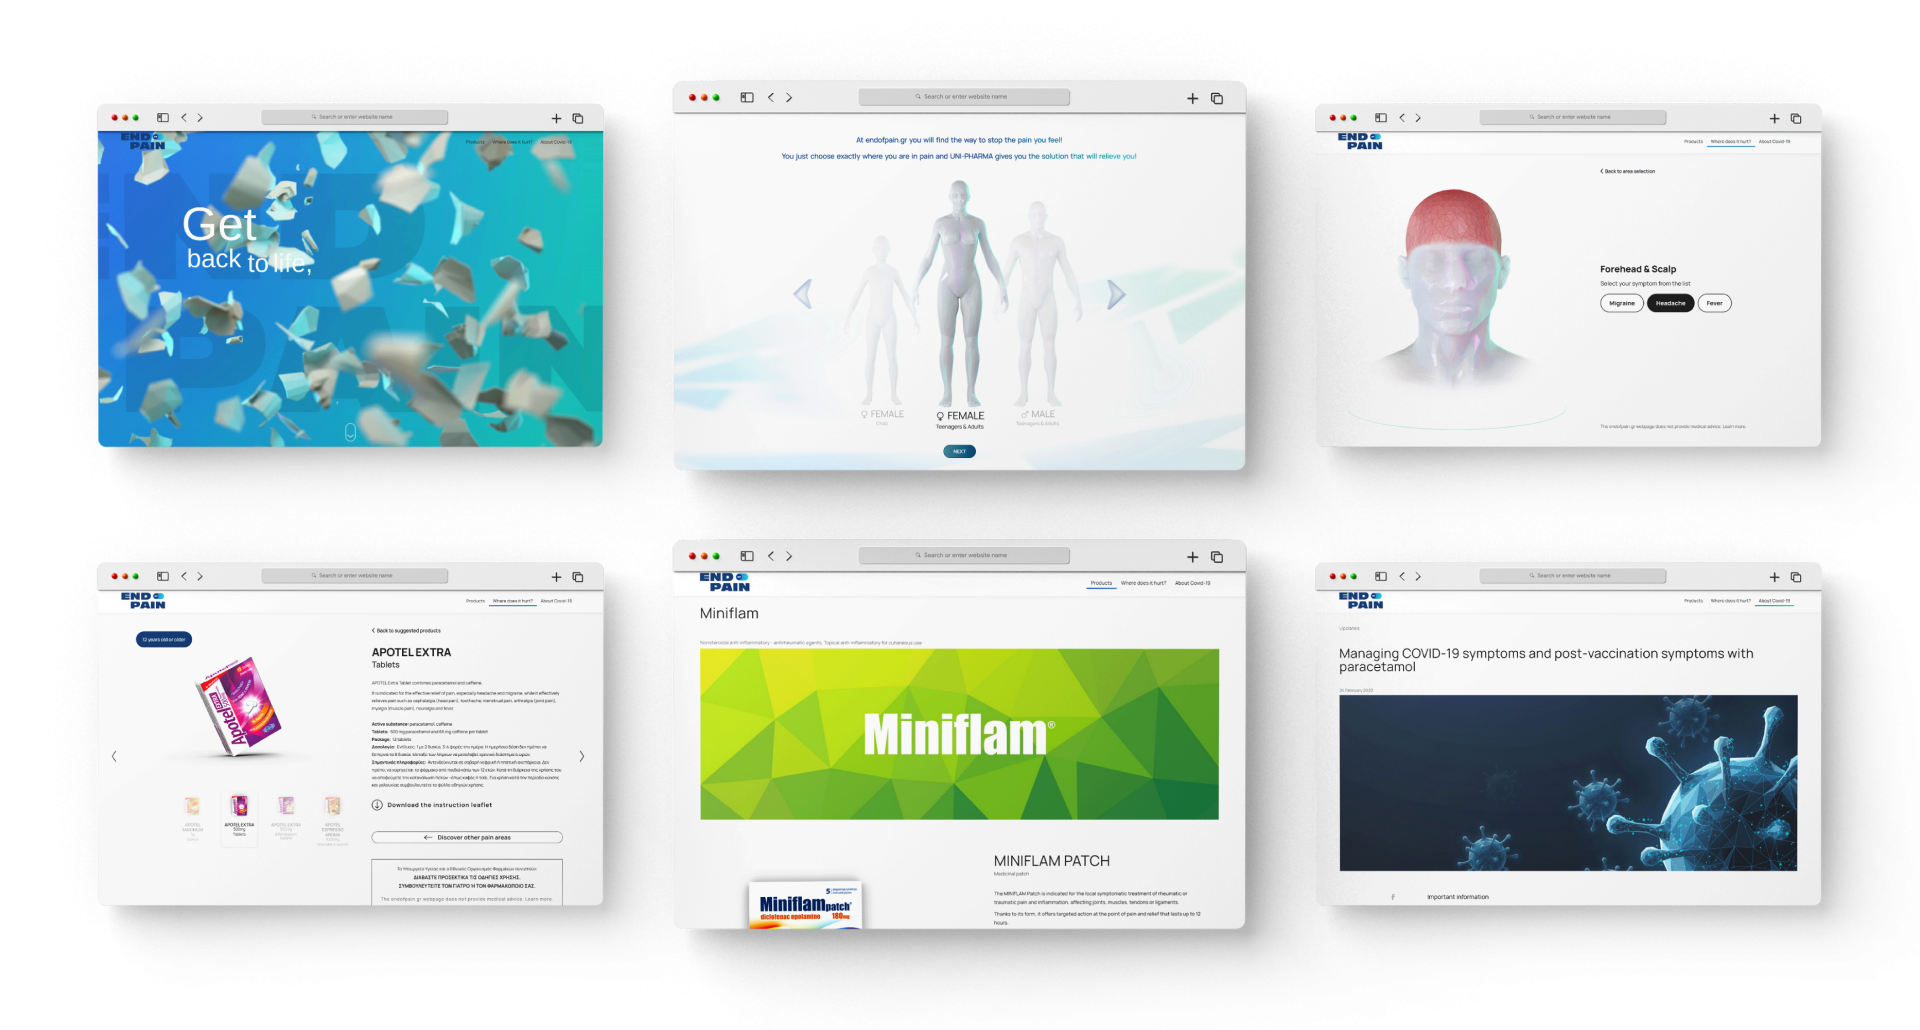 Search or enter website name
END
PAIN
Products
Where does it hurt?
About Covid-19
END
PAIN
Get
back to life,
Search or enter website name
At endofpain.gr you will find the way to stop the pain you feel!
You just choose exactly where you are in pain and UNI-PHARMA gives you the solution that will relieve you!
FEMALE
Child
FEMALE
Teenagers & Adults
MALE
Teenagers & Adults
NEXT
Search or enter website name
END
PAIN
Products
Where does it hurt?
About Covid-19
Back to area selection
Forehead & Scalp
Select your symptom from the list
Migraine
Headache
Fever
The endofpain.gr webpage does not provide medical advice. Learn more.
Search or enter website name
END
PAIN
Products
Where does it hurt?
About Covid-19
12 years old or older
Apotel
extra
Back to suggested products
APOTEL EXTRA
Tablets
APOTEL Extra Tablet combines paracetamol and caffeine.
It is indicated for the effective relief of pain, especially headache and migraine, while it effectively
relieves pain such as cephalalgia (head pain), toothache, menstrual pain, arthralgia (joint pain),
myalgia (muscle pain), neuralgia and fever
Active substance: paracetamol, caffeine
Tablets: 500 mg paracetamol and 65 mg caffeine per tablet
Package: 12 tablets
Download the instruction leaflet
Discover other pain areas
APOTEL EXTRA
500mg
Tablets
ΔΙΑΒΑΣΤΕ ΠΡΟΣΕΚΤΙΚΑ ΤΙΣ ΟΔΗΓΙΕΣ ΧΡΗΣΗΣ.
ΣΥΜΒΟΥΛΕΥΤΕΙΤΕ ΤΟΝ ΓΙΑΤΡΟ Ή ΤΟΝ ΦΑΡΜΑΚΟΠΟΙΟ ΣΑΣ.
The endofpain.gr webpage does not provide medical advice. Learn more
Search or enter website name
END
PAIN
Products
Where does it hurt?
About Covid-19
Miniflam
Nonsteroidal anti-inflammatory - antirheumatic agents. Topical anti-inflammatory for cutaneous use
Miniflam®
MINIFLAM PATCH
Medicinal patch
The MINIFLAM Patch is indicated for the local symptomatic treatment of rheumatic or
traumatic pain and inflammation, affecting joints, muscles, tendons or ligaments.
Thanks to its form, it offers targeted action at the point of pain and relief that lasts up to 12
hours.
5
Miniflam patch®
diclofenac epolamine 180mg
Search or enter website name
END
PAIN
Products
Where does it hurt?
About Covid-19
Updates
Managing COVID-19 symptoms and post-vaccination symptoms with
paracetamol
f
Important information